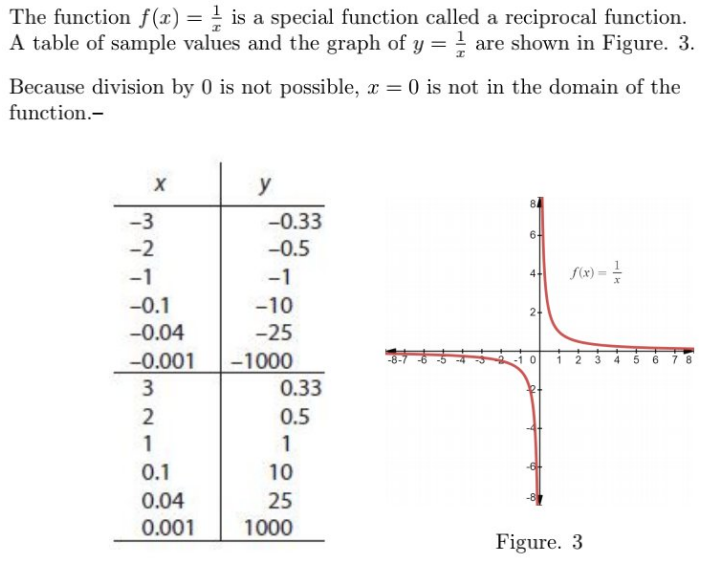 The function f(x) = 1/x is a special function called a reciprocal function.
A table of sample values and the graph of y = 1/x are shown in Figure. 3.
Because division by 0 is not possible, x = 0 is not in the domain of the
function.–
x y
–3 –0.33
–2 –0.5
–1 –1
–0.1 –10
–0.04 –25
–0.001 –1000
3 0.33
2 0.5
1 1
0.1 10
0.04 25
0.001 1000
8
6
4
f(x) = 1/x
2
-8 -7 -6 -5 -4 -3 -2 -1 0 1 2 3 4 5 6 7 8
-2
-4
-6
-8
Figure. 3